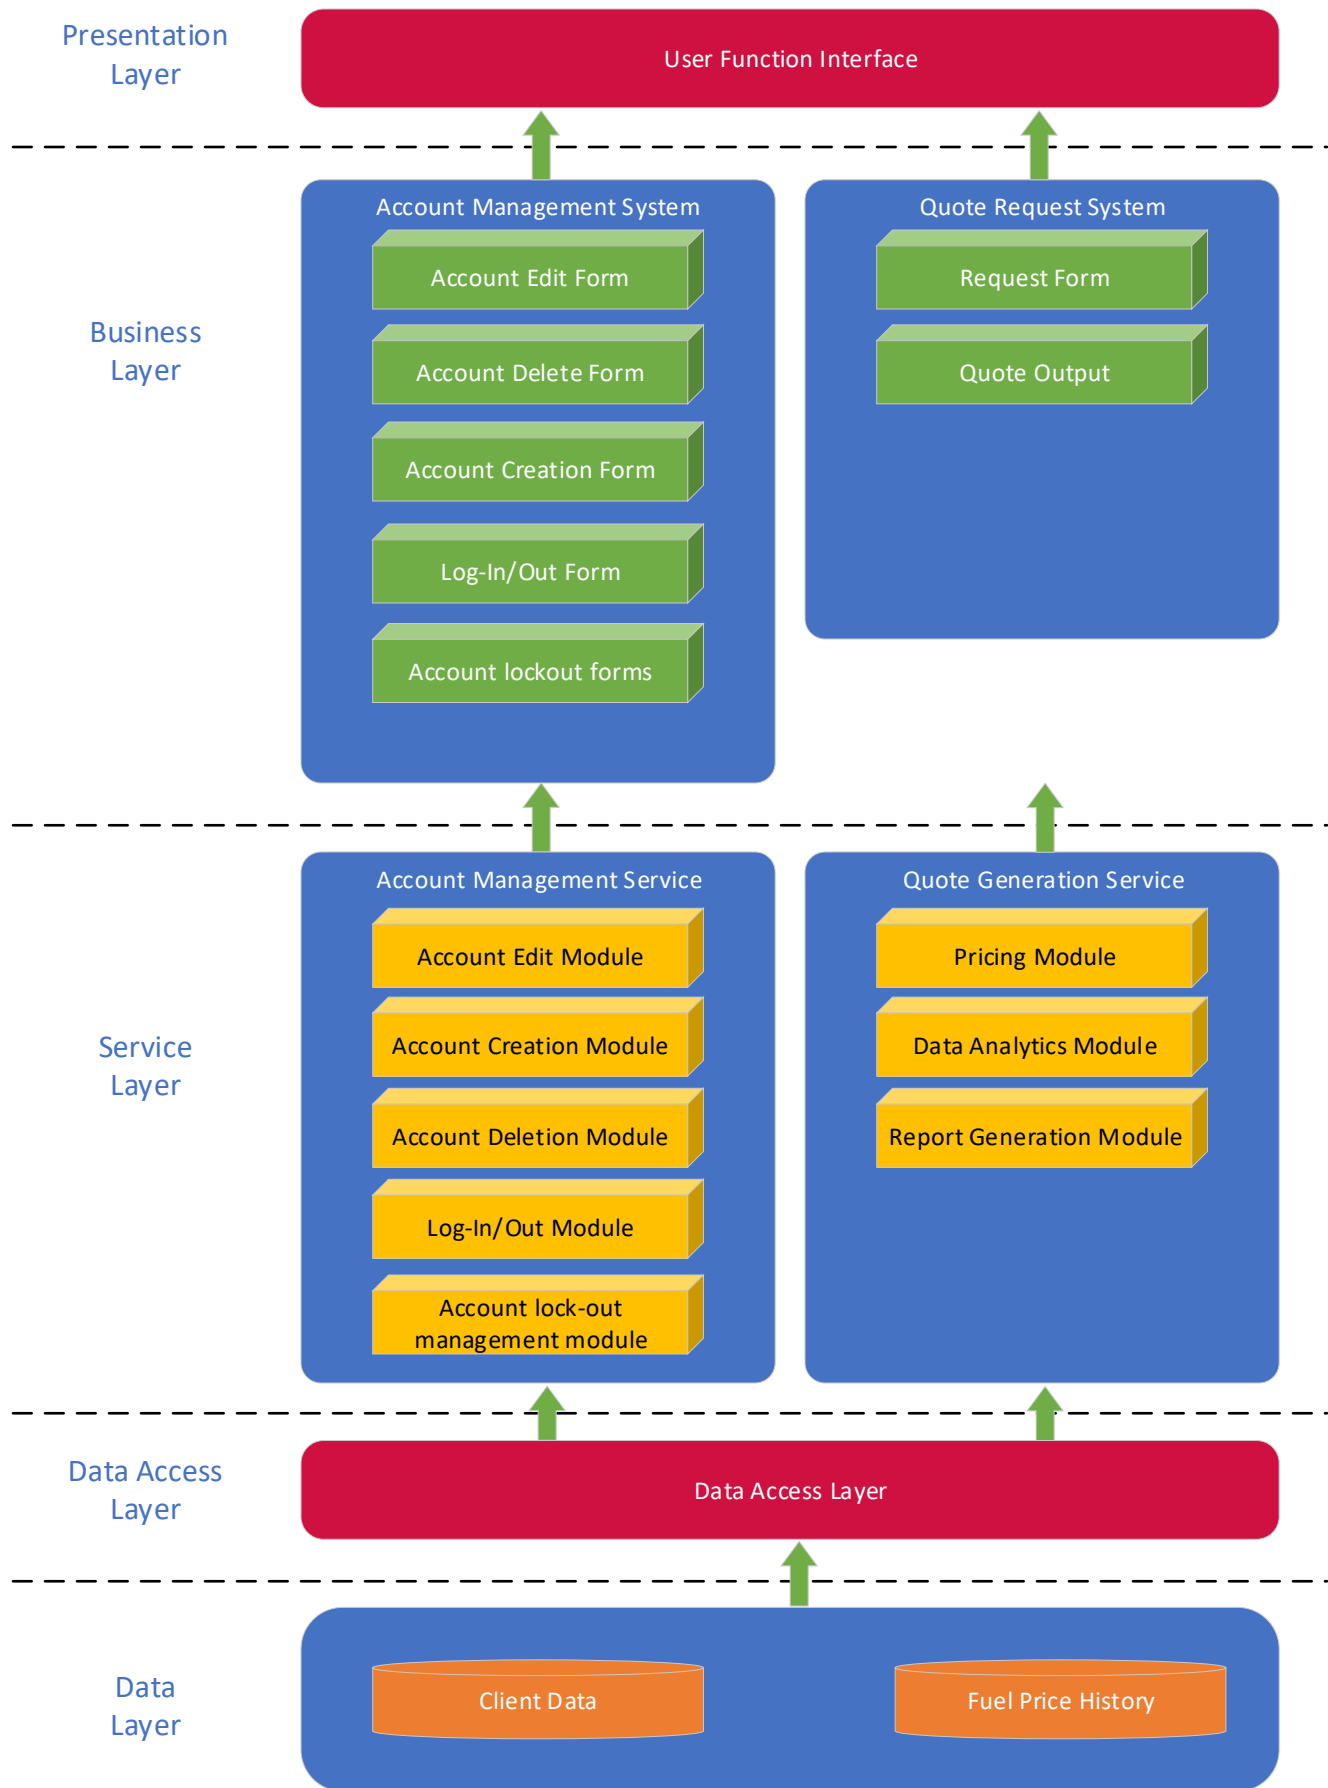 Presentation
Layer
User Function Interface
Business
Layer
Account Management System
Account Edit Form
Account Delete Form
Account Creation Form
Log-In/Out Form
Account lockout forms
Quote Request System
Request Form
Quote Output
Service
Layer
Account Management Service
Account Edit Module
Account Creation Module
Account Deletion Module
Log-In/Out Module
Account lock-out
management module
Quote Generation Service
Pricing Module
Data Analytics Module
Report Generation Module
Data Access
Layer
Data Access Layer
Data
Layer
Client Data
Fuel Price History